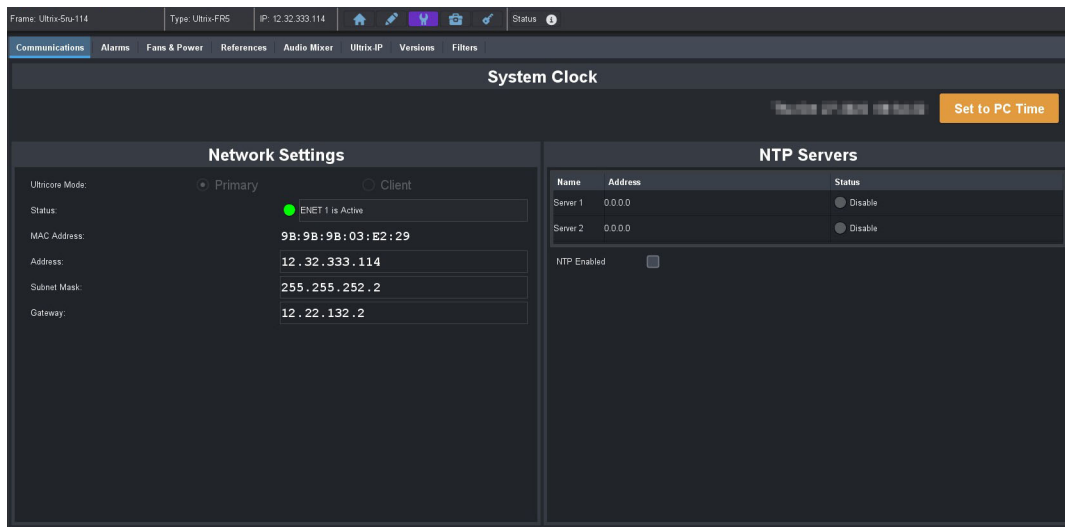 Frame: Ultrix-5ru-114 Type: Ultrix-FR5 IP: 12.32.333.114 Status
Communications Alarms Fans & Power References Audio Mixer Ultrix-IP Versions Filters
System Clock
Set to PC Time
Network Settings
Ultricore Mode: Primary Client
Status: ENET 1 is Active
MAC Address: 9B:9B:9B:03:E2:29
Address: 12.32.333.114
Subnet Mask: 255.255.252.2
Gateway: 12.22.132.2
NTP Servers
Name Address Status
Server 1 0.0.0.0 Disable
Server 2 0.0.0.0 Disable
NTP Enabled